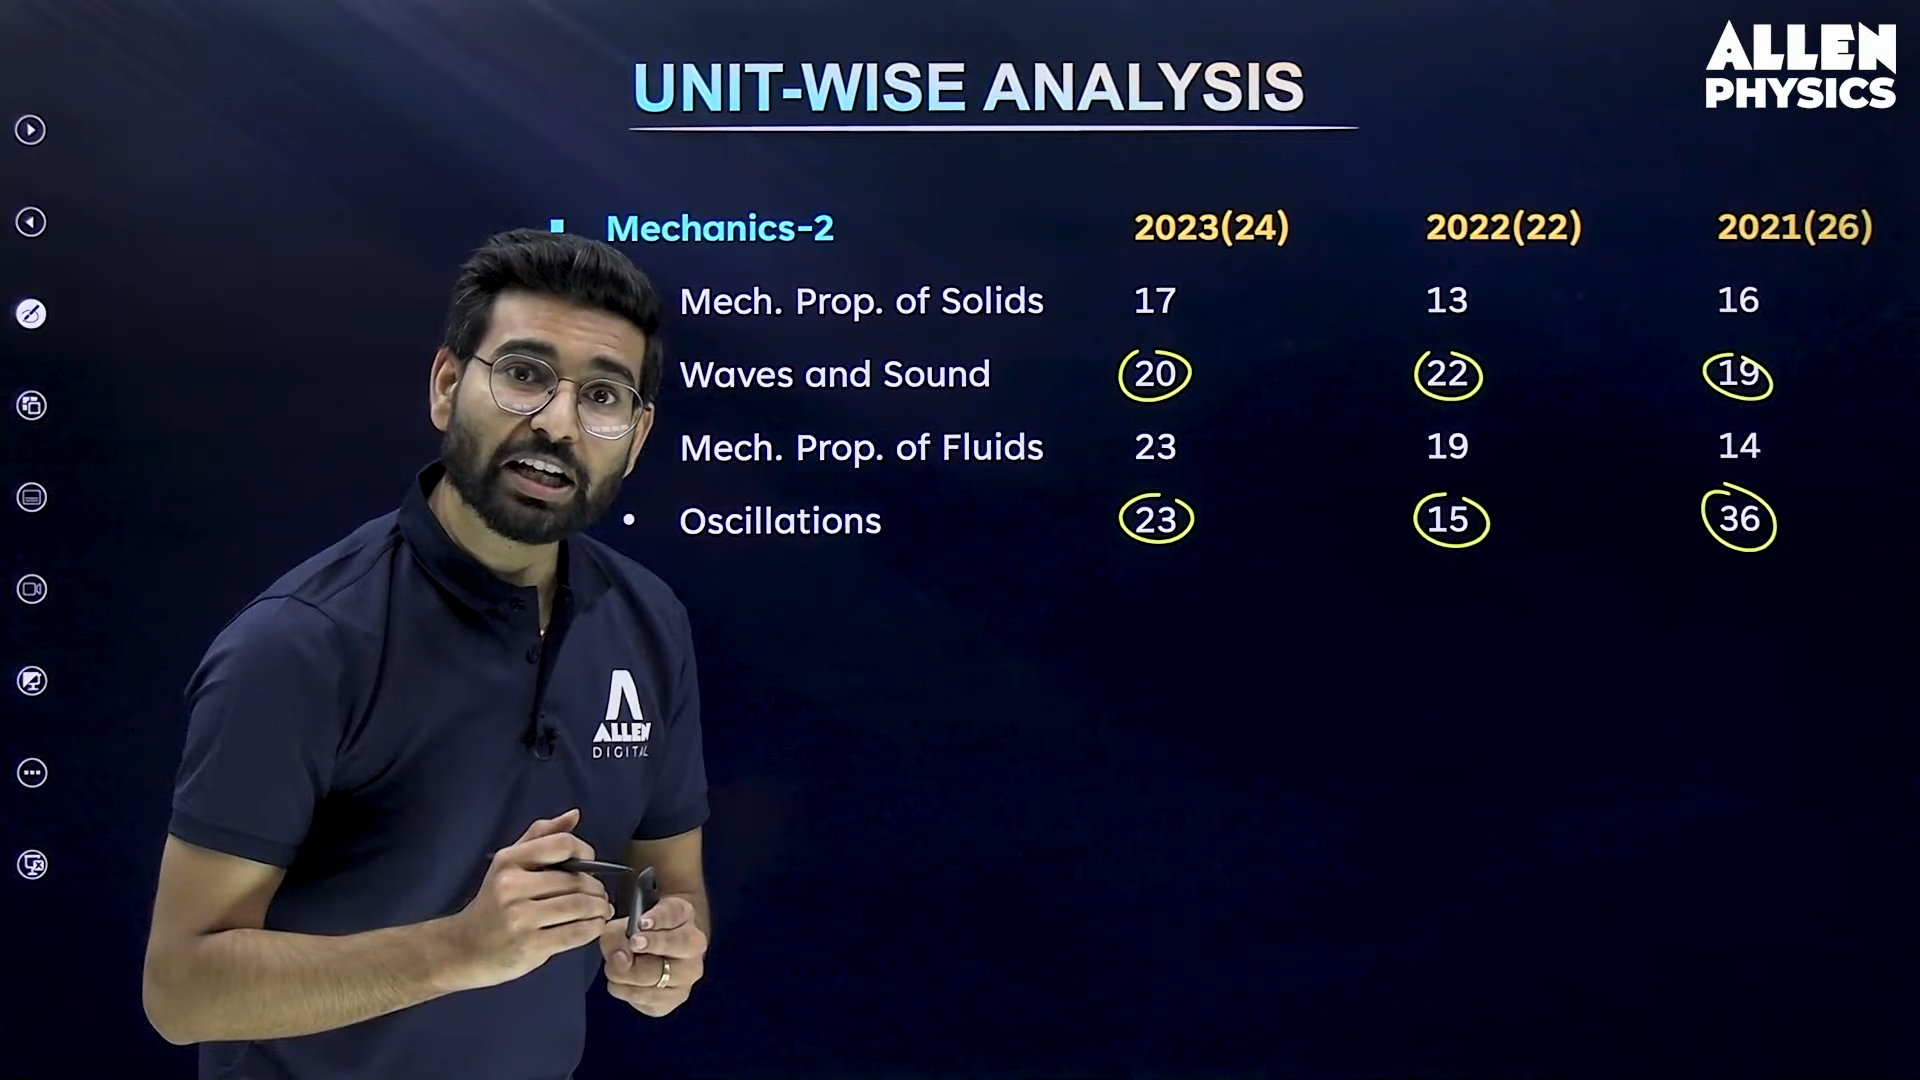 UNIT-WISE ANALYSIS
ALLEN
PHYSICS
Mechanics-2 2023(24) 2022(22) 2021(26)
Mech. Prop. of Solids 17 13 16
Waves and Sound 20 22 19
Mech. Prop. of Fluids 23 19 14
• Oscillations 23 15 36
ALLEN
DIGITAL